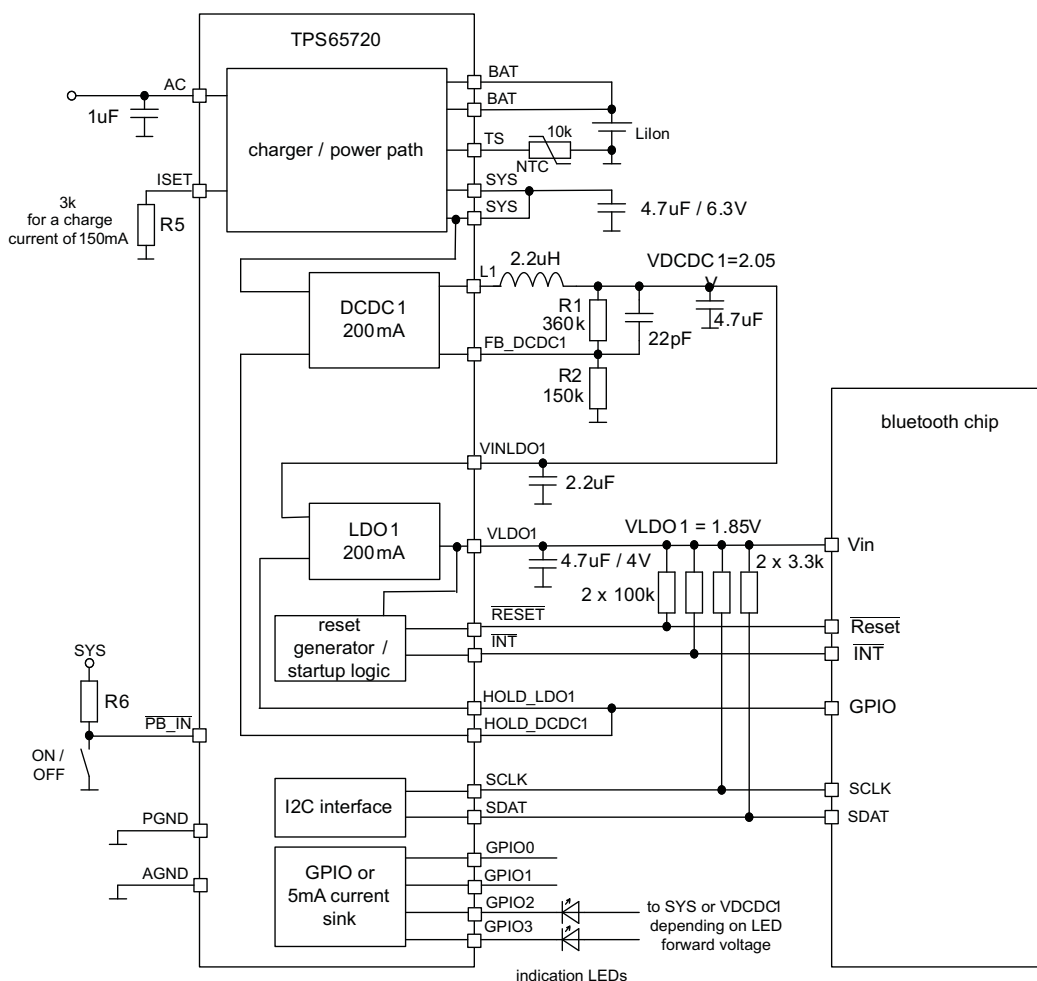 TPS65720
AC
1uF
charger / power path
BAT
BAT
TS
10k
NTC
LiIon
ISET
3k
for a charge
current of 150mA
R5
SYS
SYS
4.7uF / 6.3V
L1
2.2uH
VDCDC1=2.05
DCDC1
200mA
R1
360k
22pF
4.7uF
FB_DCDC1
R2
150k
bluetooth chip
VINLDO1
2.2uF
LDO1
200mA
VLDO1
VLDO1 = 1.85V
Vin
4.7uF / 4V
2 x 100k
2 x 3.3k
reset
generator /
startup logic
RESET
Reset
INT
INT
SYS
R6
PB_IN
ON /
OFF
HOLD_LDO1
GPIO
HOLD_DCDC1
I2C interface
SCLK
SCLK
SDAT
SDAT
PGND
AGND
GPIO or
5mA current
sink
GPIO0
GPIO1
GPIO2
GPIO3
to SYS or VDCDC1
depending on LED
forward voltage
indication LEDs